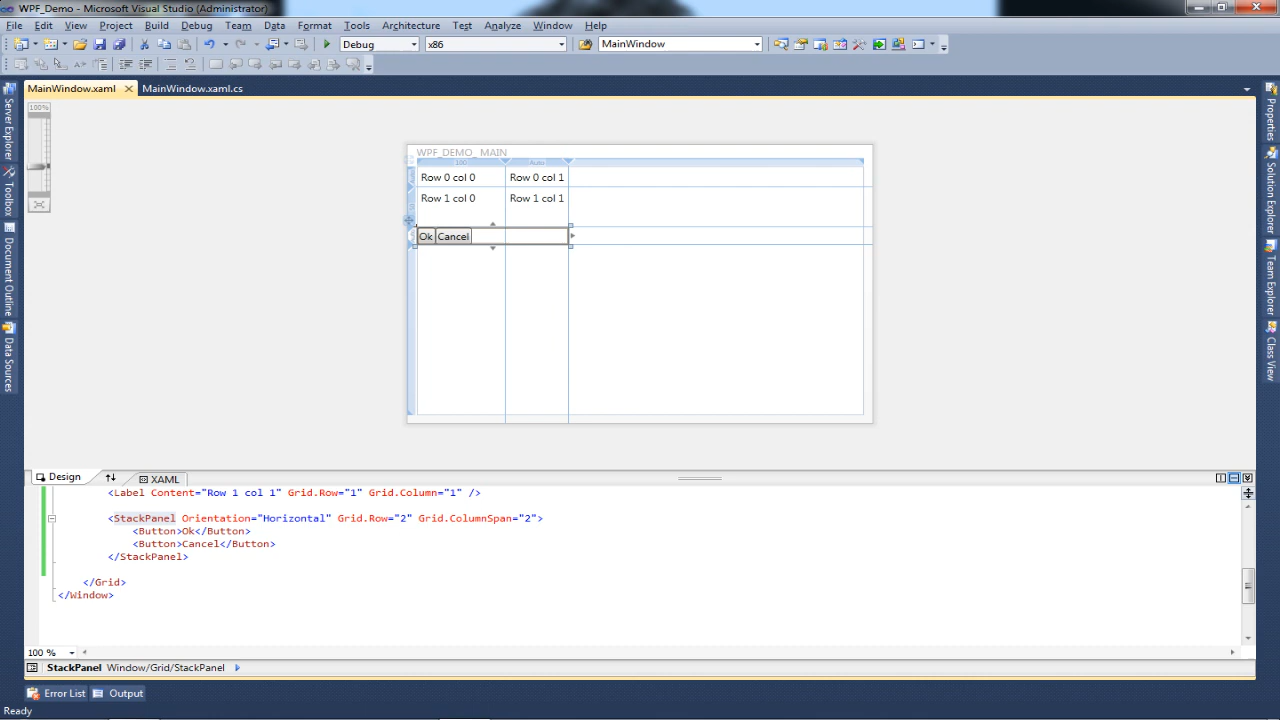 WPF_Demo - Microsoft Visual Studio (Administrator)
File Edit View Project Build Debug Team Data Format Tools Architecture Test Analyze Window Help
Debug x86 MainWindow
MainWindow.xaml MainWindow.xaml.cs
Server Explorer
Toolbox
Document Outline
Data Sources
100%
WPF_DEMO_MAIN
100 Auto
Row 0 col 0 Row 0 col 1
Row 1 col 0 Row 1 col 1
Ok Cancel
Properties
Solution Explorer
Team Explorer
Class View
Design XAML
<Label Content="Row 1 col 1" Grid.Row="1" Grid.Column="1" />
<StackPanel Orientation="Horizontal" Grid.Row="2" Grid.ColumnSpan="2">
<Button>Ok</Button>
<Button>Cancel</Button>
</StackPanel>
</Grid>
</Window>
100 %
StackPanel Window/Grid/StackPanel
Error List Output
Ready